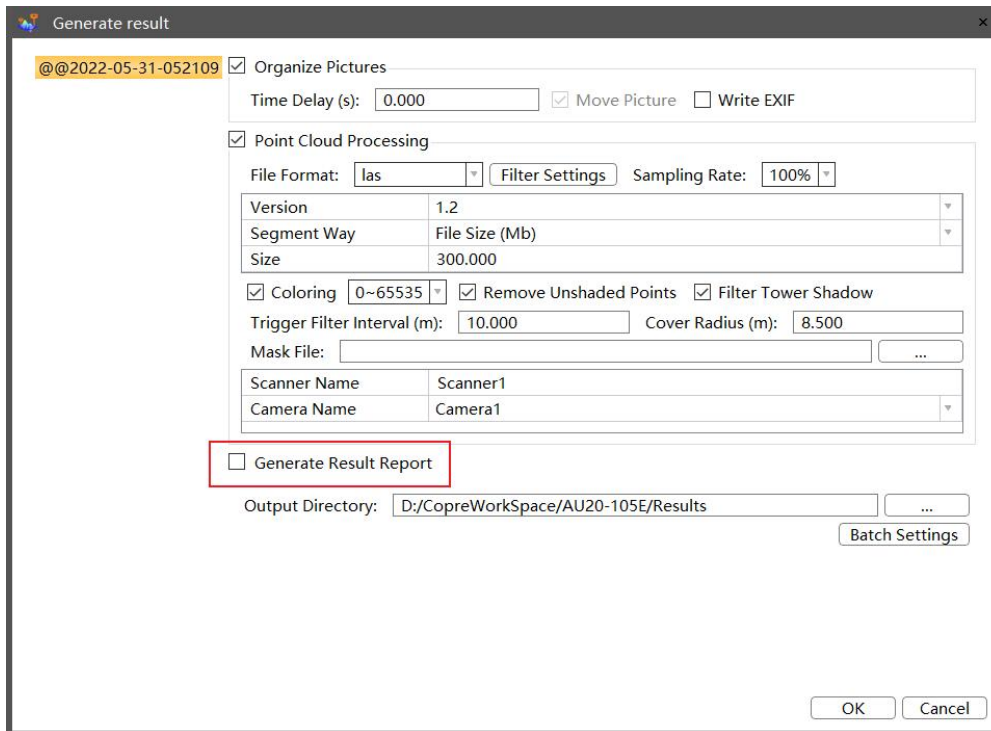 Generate result
@@2022-05-31-052109 Organize Pictures
Time Delay (s): 0.000 Move Picture Write EXIF
Point Cloud Processing
File Format: las Filter Settings Sampling Rate: 100%
Version 1.2
Segment Way File Size (Mb)
Size 300.000
Coloring 0~65535 Remove Unshaded Points Filter Tower Shadow
Trigger Filter Interval (m): 10.000 Cover Radius (m): 8.500
Mask File: ...
Scanner Name Scanner1
Camera Name Camera1
Generate Result Report
Output Directory: D:/CopreWorkSpace/AU20-105E/Results ...
Batch Settings
OK Cancel